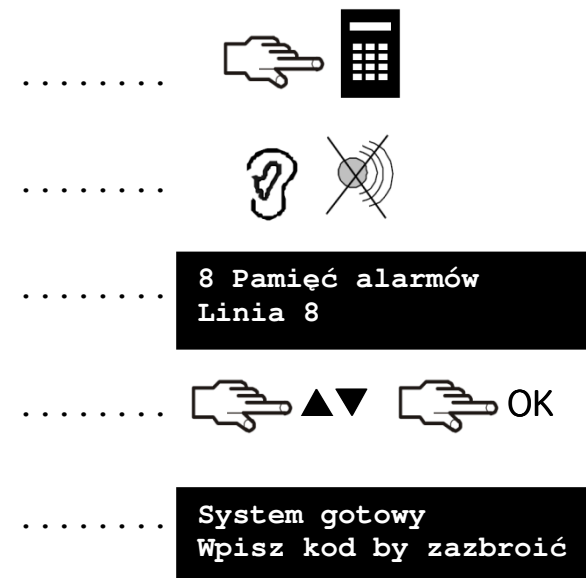 . . . . . . . .
. . . . . . . .
. . . . . . . . 8 Pamięć alarmów
Linia 8
. . . . . . . . ▲▼ OK
. . . . . . . . System gotowy
Wpisz kod by zazbroić